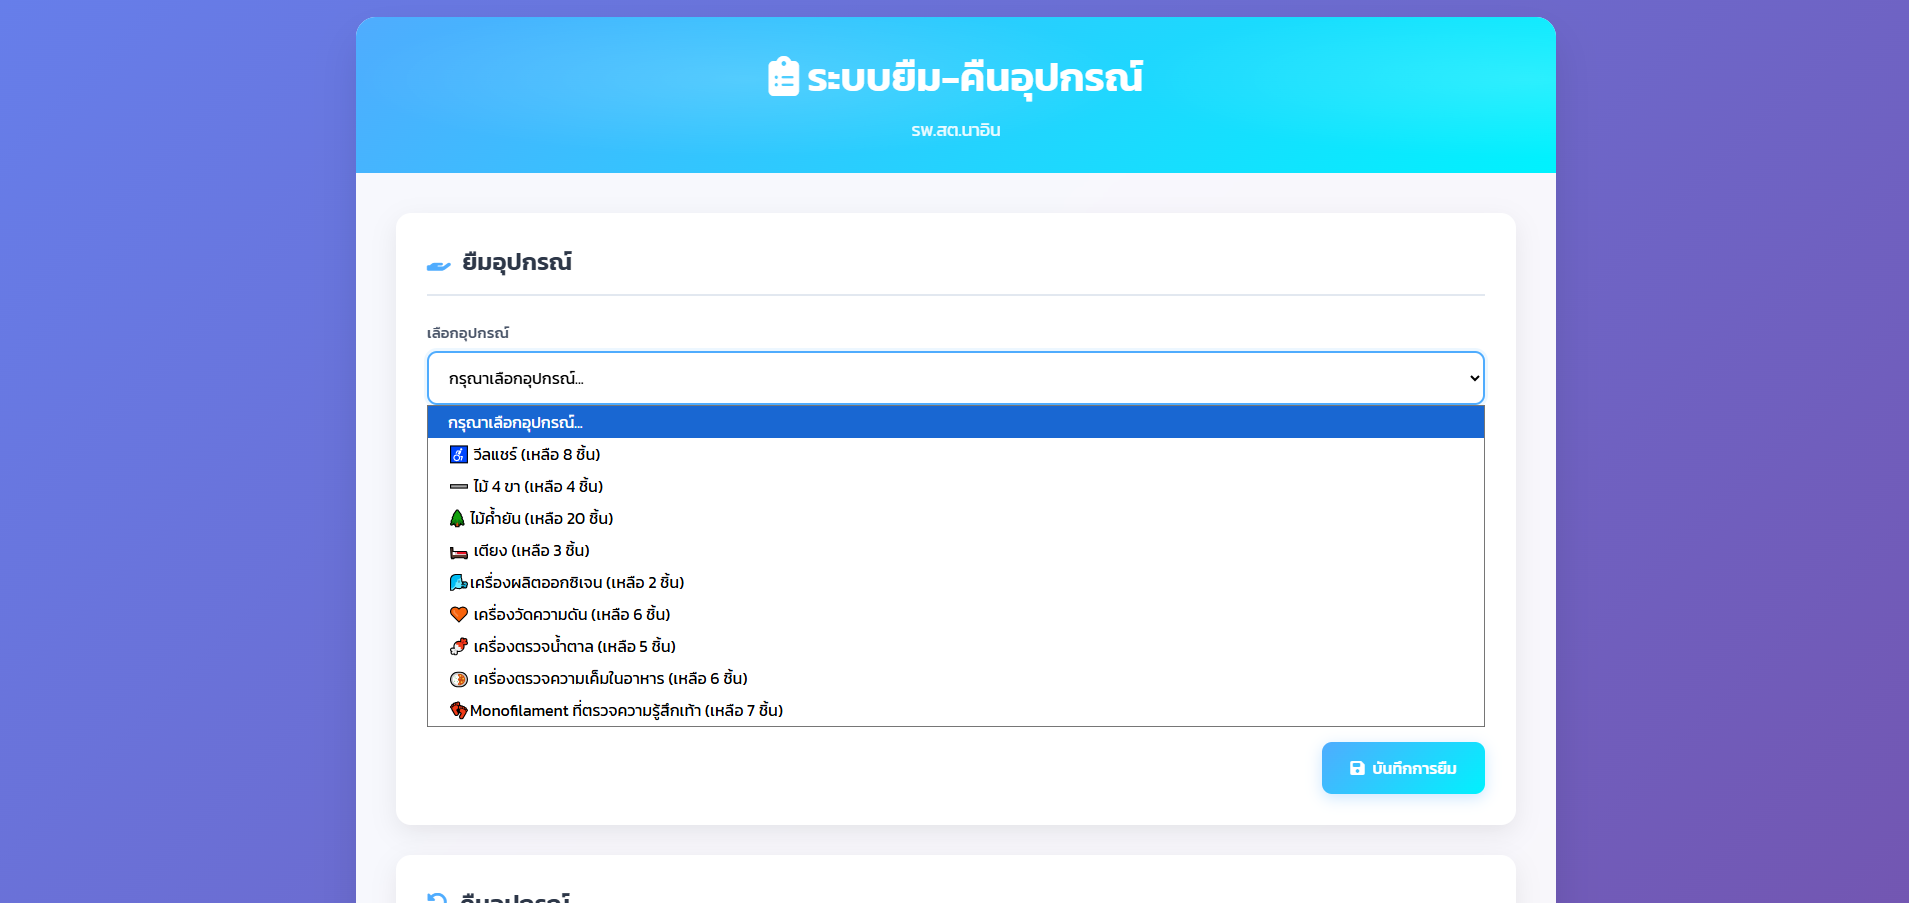 ระบบยืม-คืนอุปกรณ์
รพ.สต.นาอิน
ยืมอุปกรณ์
เลือกอุปกรณ์
กรุณาเลือกอุปกรณ์...
กรุณาเลือกอุปกรณ์...
วีลแชร์ (เหลือ 8 ชิ้น)
ไม้ 4 ขา (เหลือ 4 ชิ้น)
ไม้ค้ำยัน (เหลือ 20 ชิ้น)
เตียง (เหลือ 3 ชิ้น)
เครื่องผลิตออกซิเจน (เหลือ 2 ชิ้น)
เครื่องวัดความดัน (เหลือ 6 ชิ้น)
เครื่องตรวจน้ำตาล (เหลือ 5 ชิ้น)
เครื่องตรวจความเค็มในอาหาร (เหลือ 6 ชิ้น)
Monofilament ที่ตรวจความรู้สึกเท้า (เหลือ 7 ชิ้น)
บันทึกการยืม
คืนอุปกรณ์